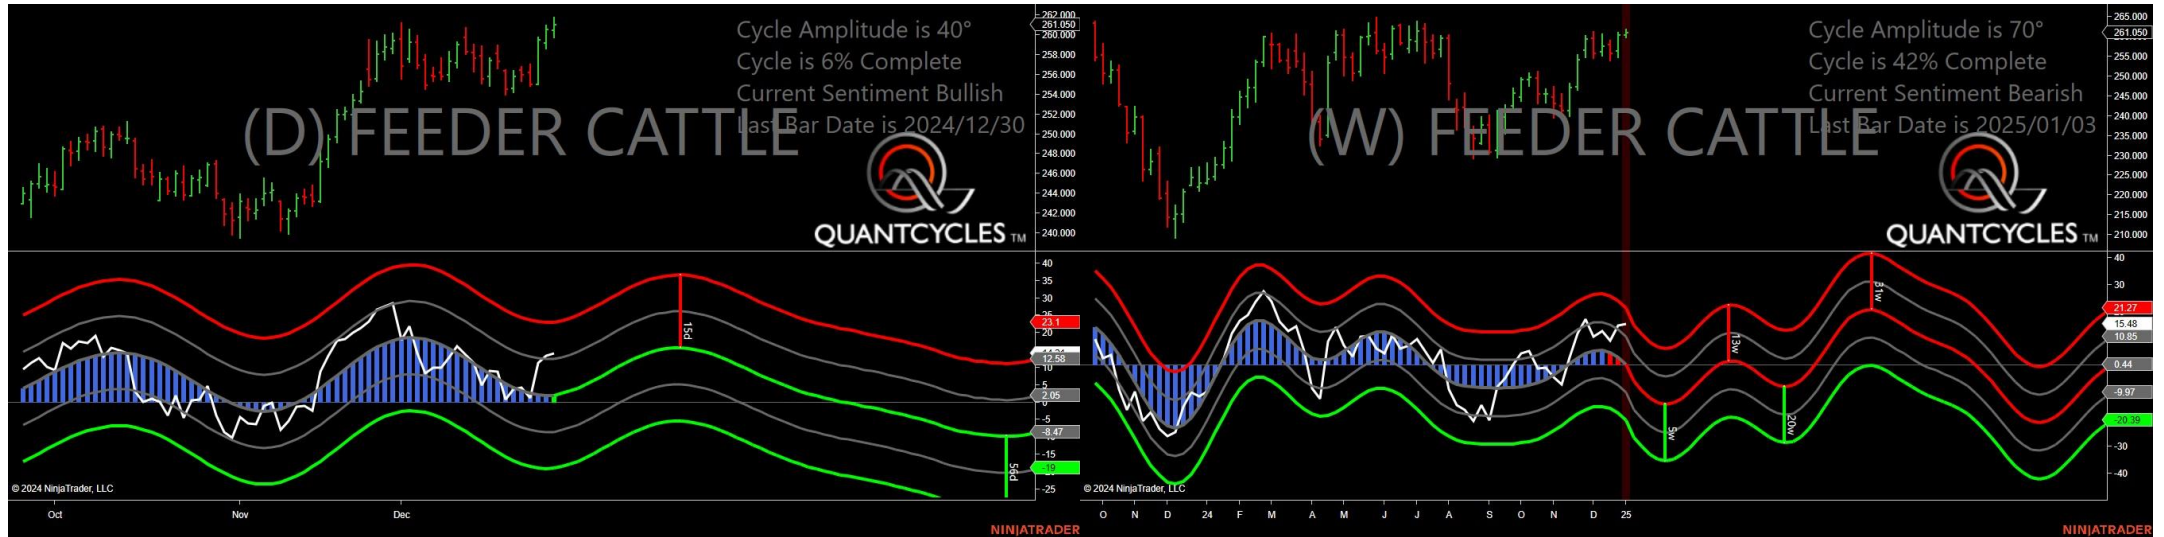 Cycle Amplitude is 40°
Cycle is 6% Complete
Current Sentiment Bullish
Last Bar Date is 2024/12/30
(D) FEEDER CATTLE
QUANTCYCLES TM
262.000
261.050
260.000
258.000
256.000
254.000
252.000
250.000
248.000
246.000
244.000
242.000
240.000
15d
56d
40
35
30
25
23.1
20
12.58
10
5
2.05
-5
-8.47
-15
-19
-25
© 2024 NinjaTrader, LLC
Oct
Nov
Dec
NINJATRADER
Cycle Amplitude is 70°
Cycle is 42% Complete
Current Sentiment Bearish
Last Bar Date is 2025/01/03
(W) FEEDER CATTLE
QUANTCYCLES TM
265.000
261.050
255.000
250.000
245.000
240.000
235.000
230.000
225.000
220.000
215.000
210.000
5w
13w
20w
31w
40
30
21.27
15.48
10.85
0.44
-9.97
-20.39
-30
-40
© 2024 NinjaTrader, LLC
O N D 24 F M A M J J A S O N D 25
NINJATRADER